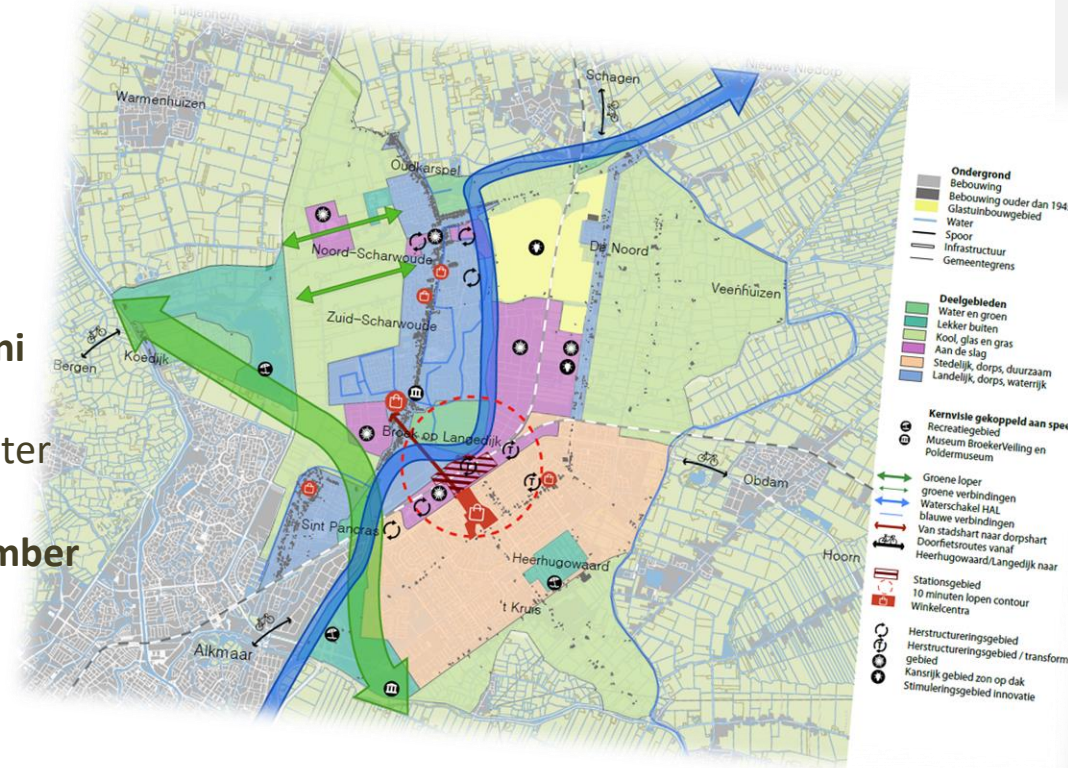 ni
ter
mber
Tuitjenhorn
Nieuwe Niedorp
Schagen
Warmenhuizen
Oudkarspel
De Noord
Noord-Scharwoude
Veenhuizen
Zuid-Scharwoude
Koedijk
Bergen
Broek op Langedijk
Obdam
Sint Pancras
Hoorn
Heerhugowaard
't Kruis
Alkmaar
Ondergrond
Bebouwing
Bebouwing ouder dan 194
Glastuinbouwgebied
Water
Spoor
Infrastructuur
Gemeentegrens
Deelgebieden
Water en groen
Lekker buiten
Kool, glas en gras
Aan de slag
Stedelijk, dorps, duurzaam
Landelijk, dorps, waterrijk
Kernvisie gekoppeld aan spe
Recreatiegebied
Museum BroekerVeiling en
Poldermuseum
Groene loper
groene verbindingen
Waterschakel HAL
blauwe verbindingen
Van stadshart naar dorpshart
Doorfietsroutes vanaf
Heerhugowaard/Langedijk naar
Stationsgebied
10 minuten lopen contour
Winkelcentra
Herstructureringsgebied
Herstructureringsgebied / transform
gebied
Kansrijk gebied zon op dak
Stimuleringsgebied innovatie